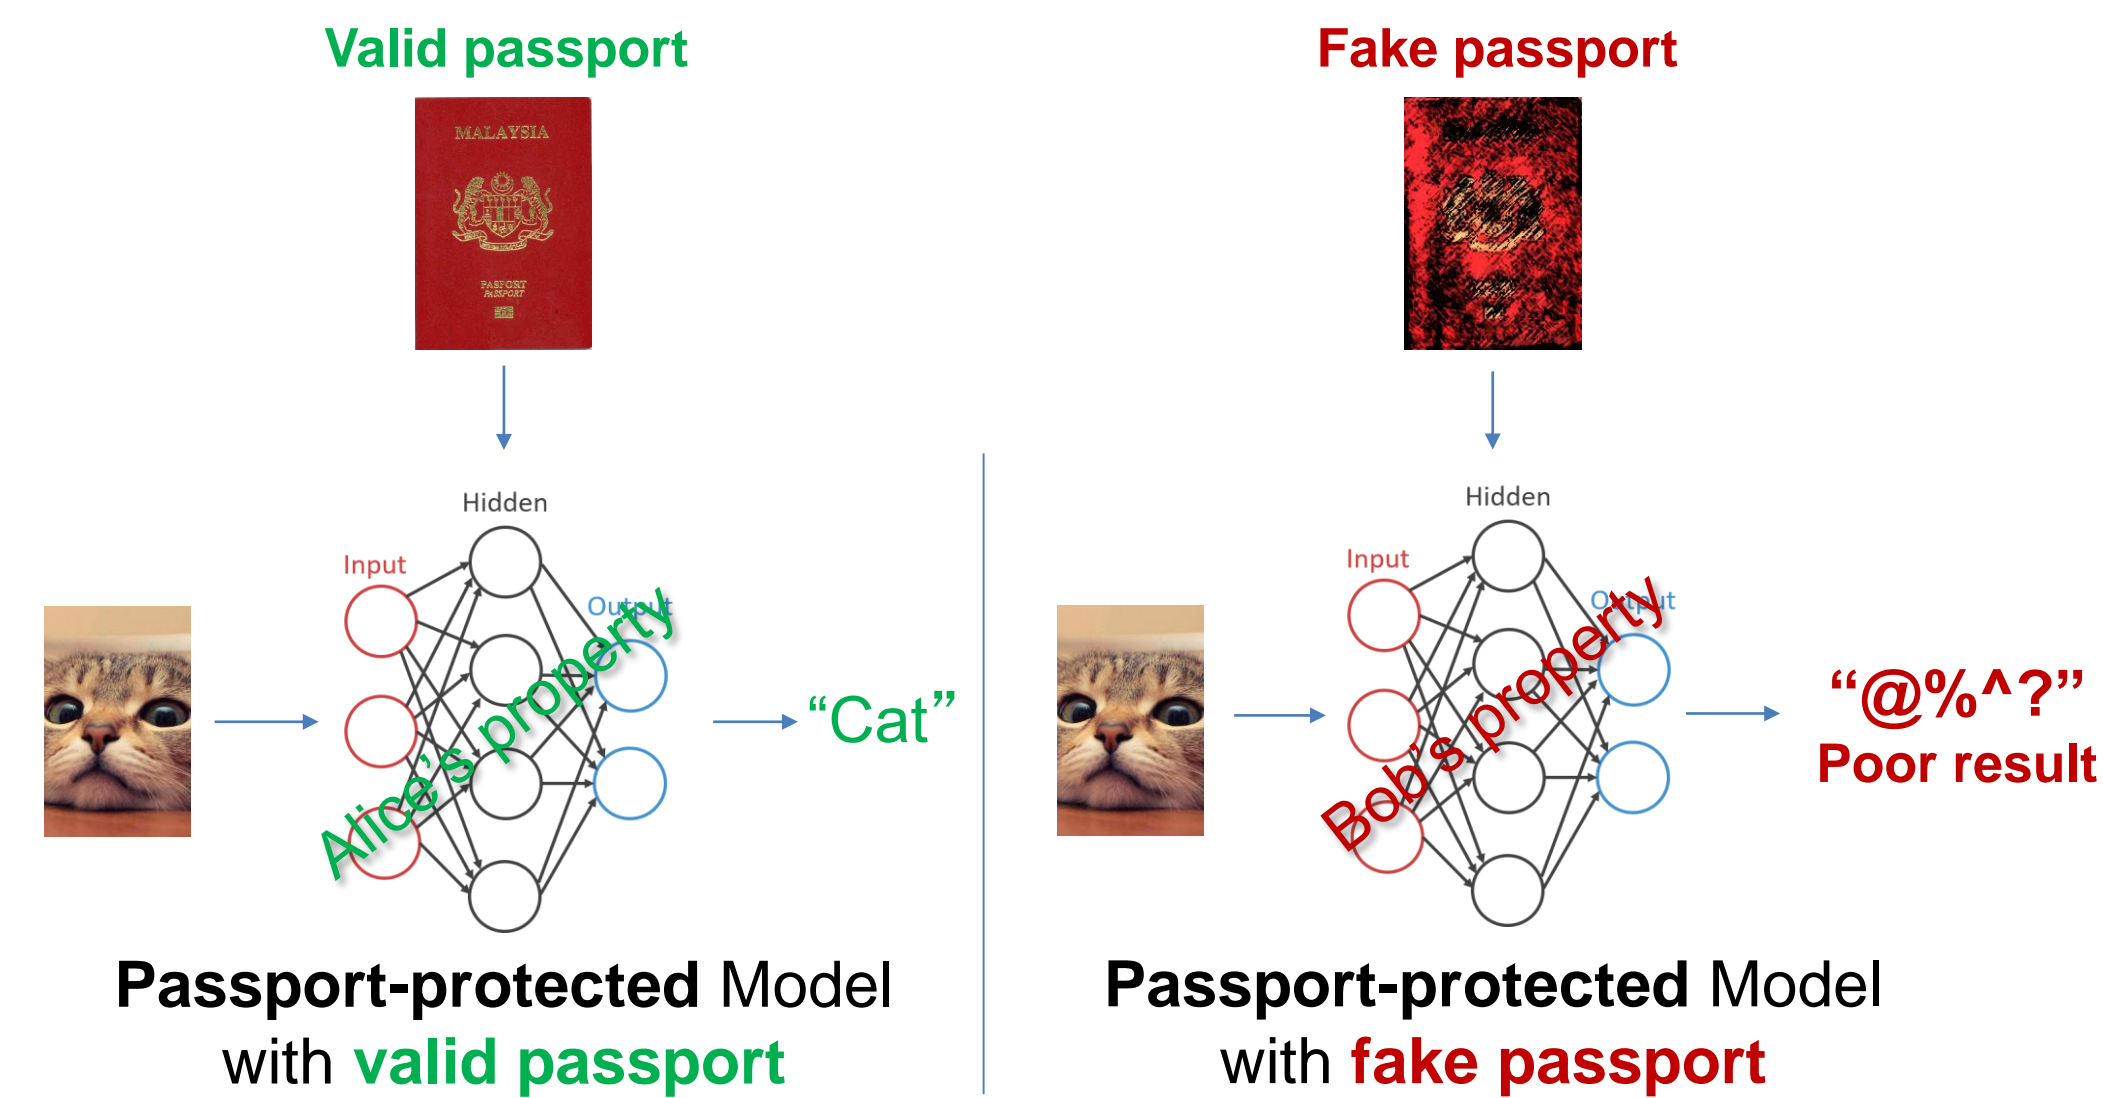 Valid passport
MALAYSIA
PASPORT
PASSPORT
Hidden
Input
Output
Alice's property
“Cat”
Passport-protected Model
with valid passport
Fake passport
Hidden
Input
Output
Bob's property
“@%^?”
Poor result
Passport-protected Model
with fake passport